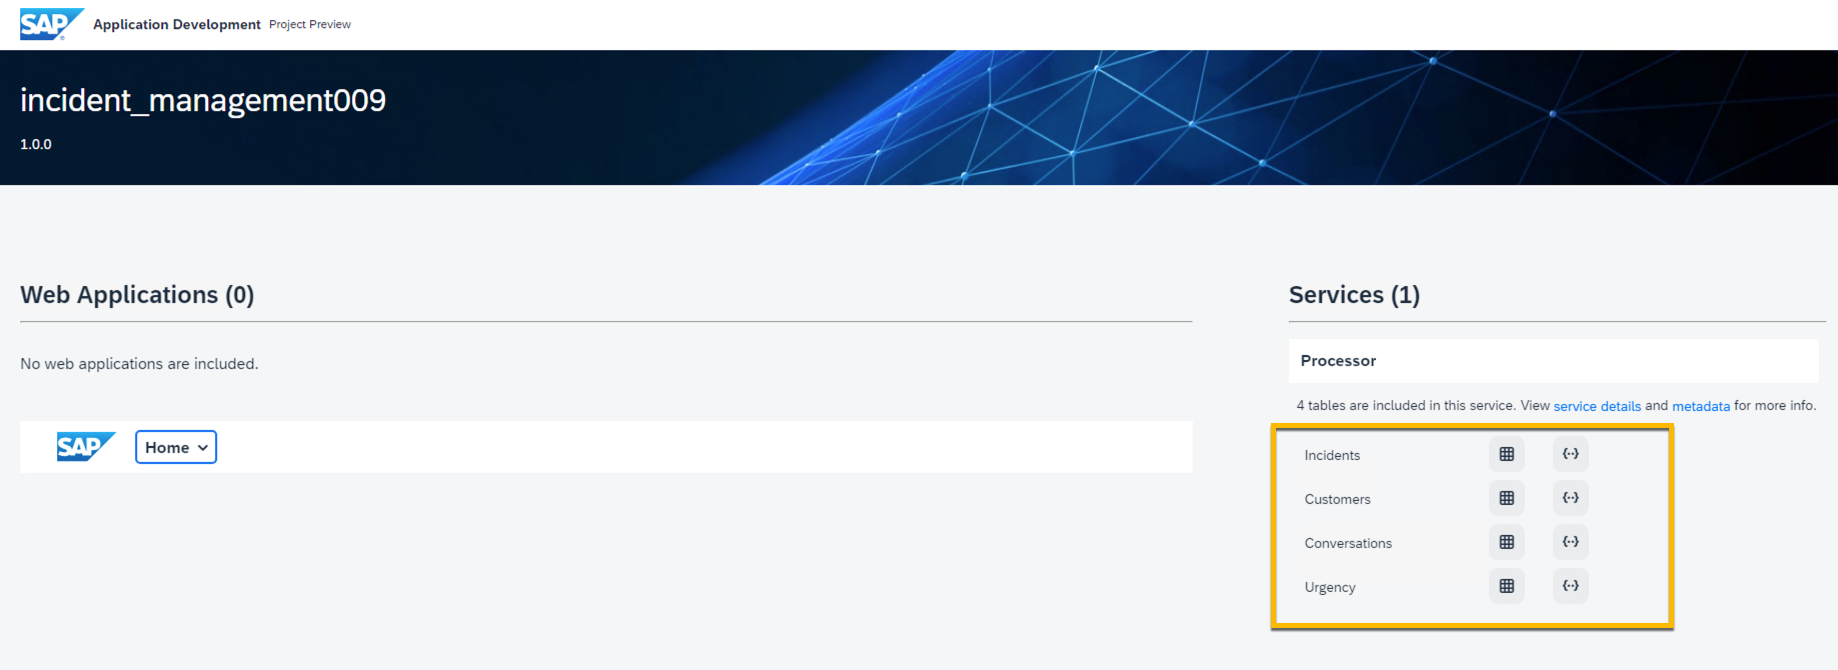 SAP Application Development Project Preview
incident_management009
1.0.0
Web Applications (0)
No web applications are included.
SAP Home
Services (1)
Processor
4 tables are included in this service. View service details and metadata for more info.
Incidents
Customers
Conversations
Urgency